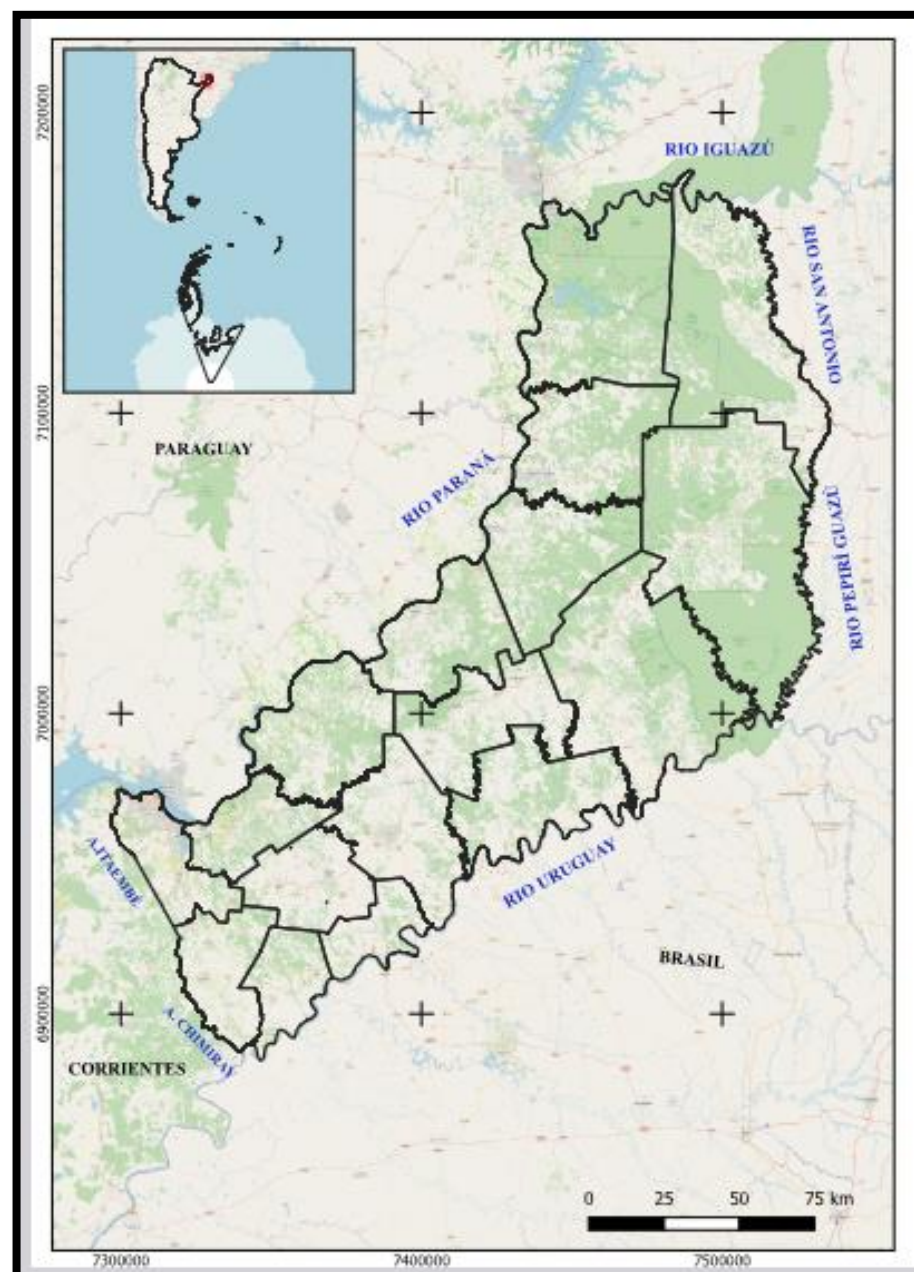 7200000
RIO IGUAZÚ
RIO SAN ANTONIO
7100000
PARAGUAY
RIO PARANÁ
RIO PEPIRÍ GUAZÚ
7000000
A.ITAEMBÉ
RIO URUGUAY
BRASIL
6900000
A. CHIMIRAY
CORRIENTES
0 25 50 75 km
7300000 7400000 7500000